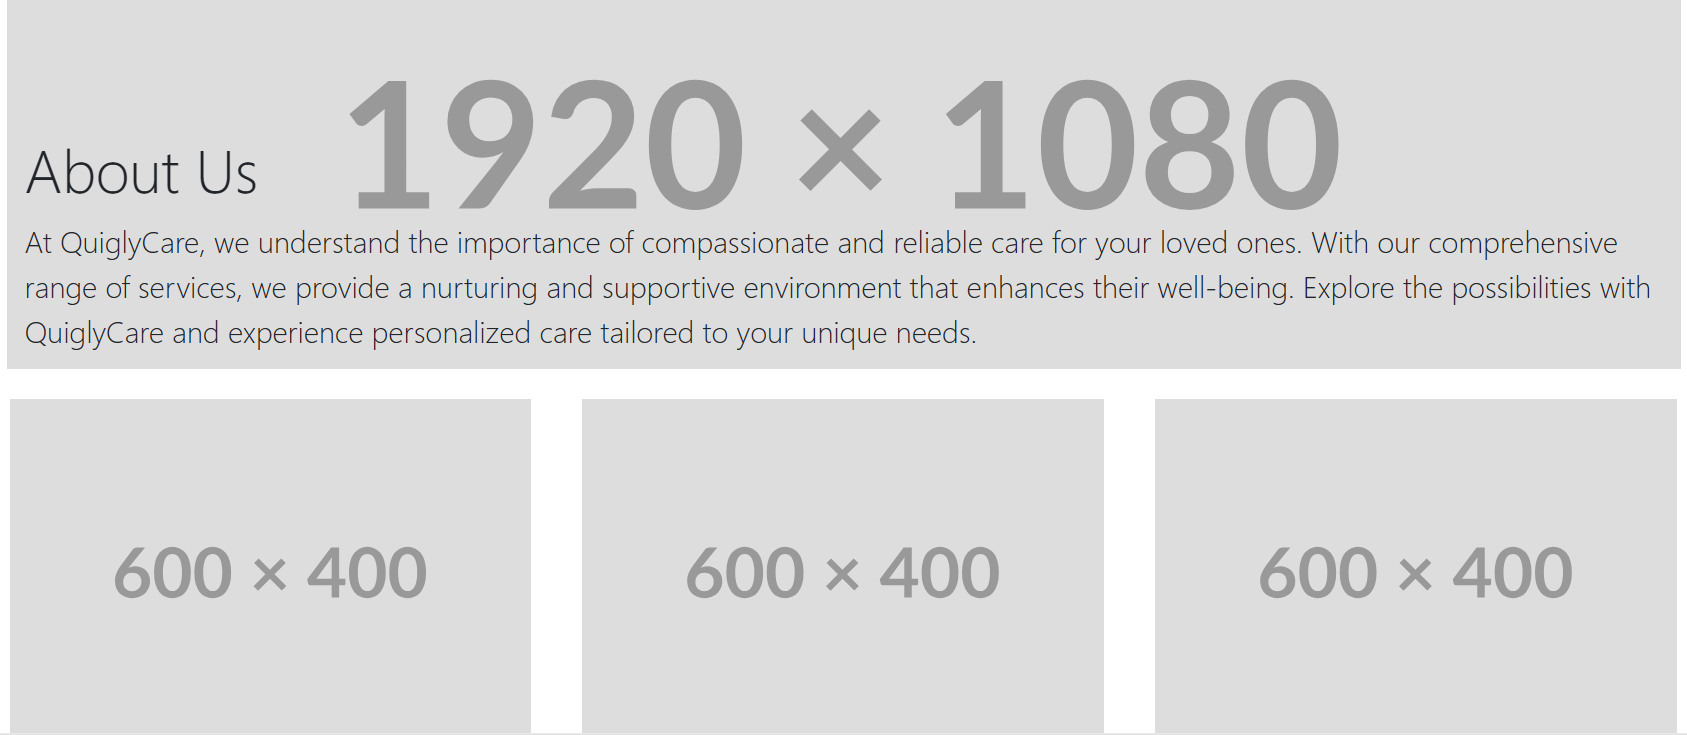 1920 × 1080
About Us
At QuiglyCare, we understand the importance of compassionate and reliable care for your loved ones. With our comprehensive
range of services, we provide a nurturing and supportive environment that enhances their well-being. Explore the possibilities with
QuiglyCare and experience personalized care tailored to your unique needs.
600 × 400
600 × 400
600 × 400